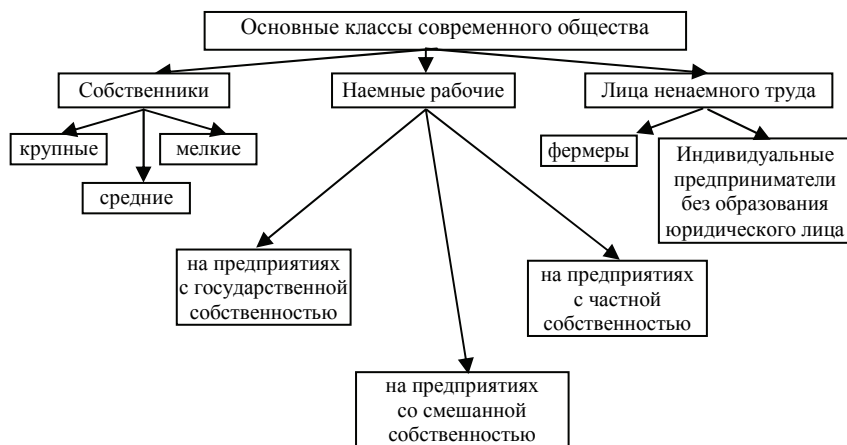 Основные классы современного общества
Собственники
Наемные рабочие
Лица ненаемного труда
крупные
мелкие
средние
фермеры
Индивидуальные
предприниматели
без образования
юридического лица
на предприятиях
с государственной
собственностью
на предприятиях
с частной
собственностью
на предприятиях
со смешанной
собственностью